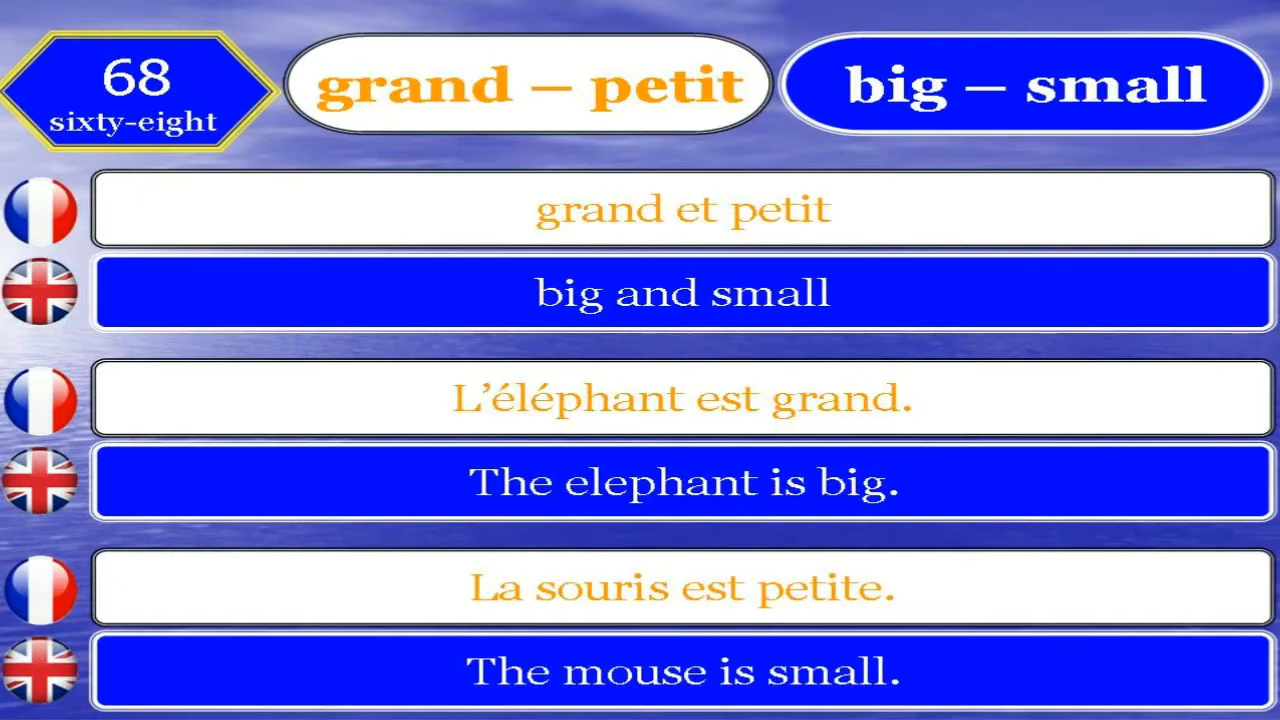 68
sixty-eight
grand – petit
big – small
grand et petit
big and small
L’éléphant est grand.
The elephant is big.
La souris est petite.
The mouse is small.